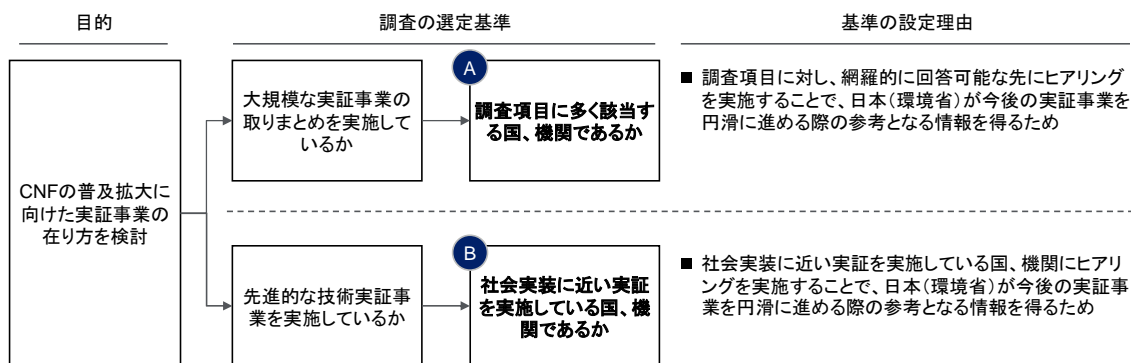 目的
調査の選定基準
基準の設定理由
CNFの普及拡大に
向けた実証事業の
在り方を検討
大規模な実証事業の
取りまとめを実施して
いるか
A
調査項目に多く該当す
る国、機関であるか
■ 調査項目に対し、網羅的に回答可能な先にヒアリング
を実施することで、日本(環境省)が今後の実証事業を
円滑に進める際の参考となる情報を得るため
先進的な技術実証事
業を実施しているか
B
社会実装に近い実証
を実施している国、機
関であるか
■ 社会実装に近い実証を実施している国、機関にヒアリ
ングを実施することで、日本(環境省)が今後の実証事
業を円滑に進める際の参考となる情報を得るため